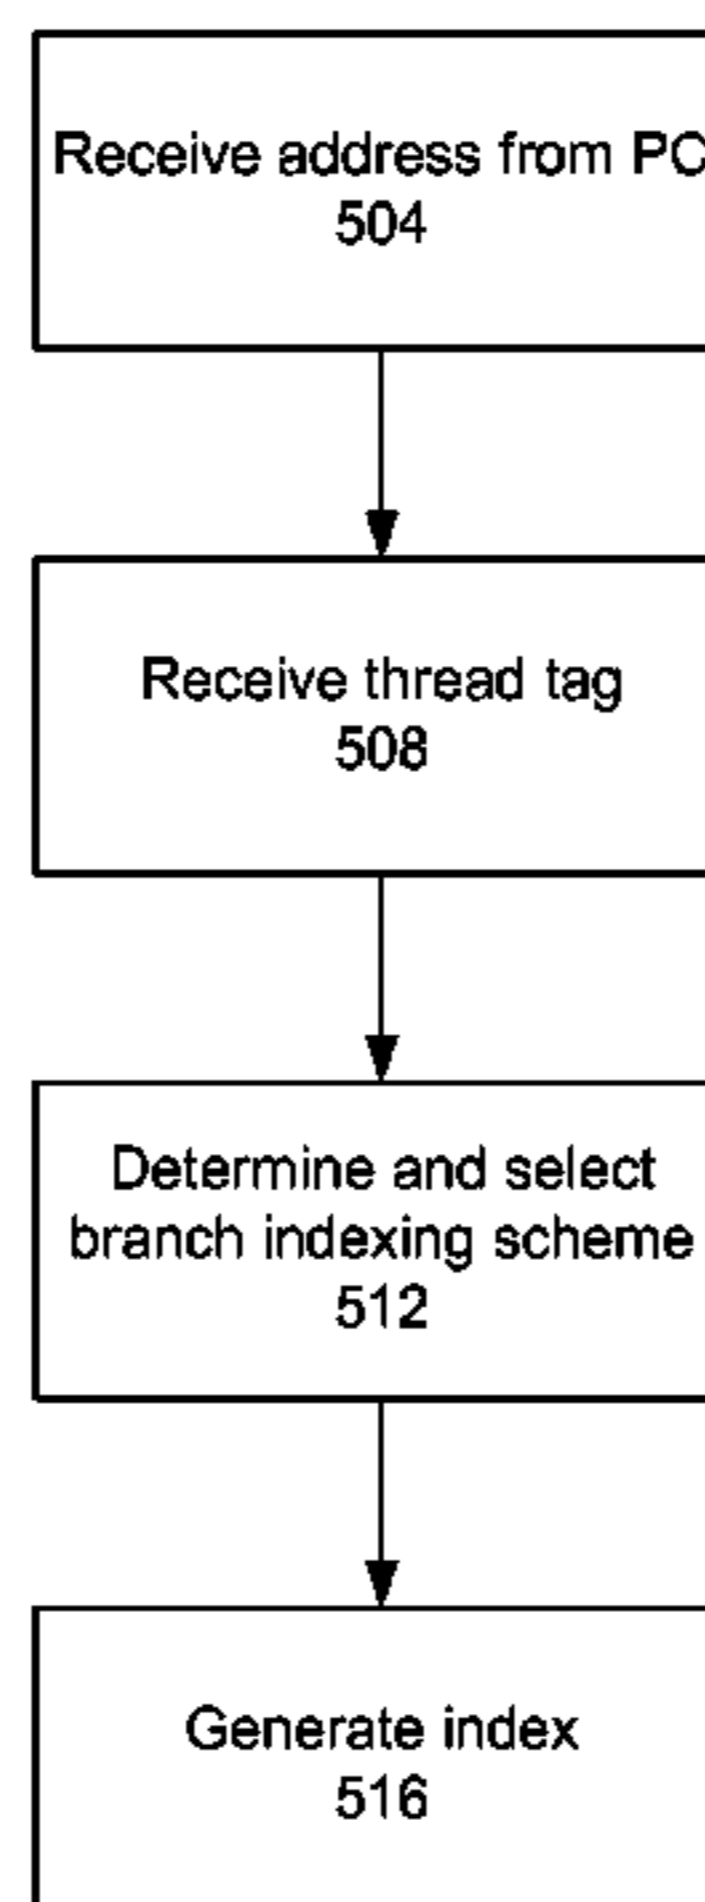 Receive address from PC
504
Receive thread tag
508
Determine and select
branch indexing scheme
512
Generate index
516